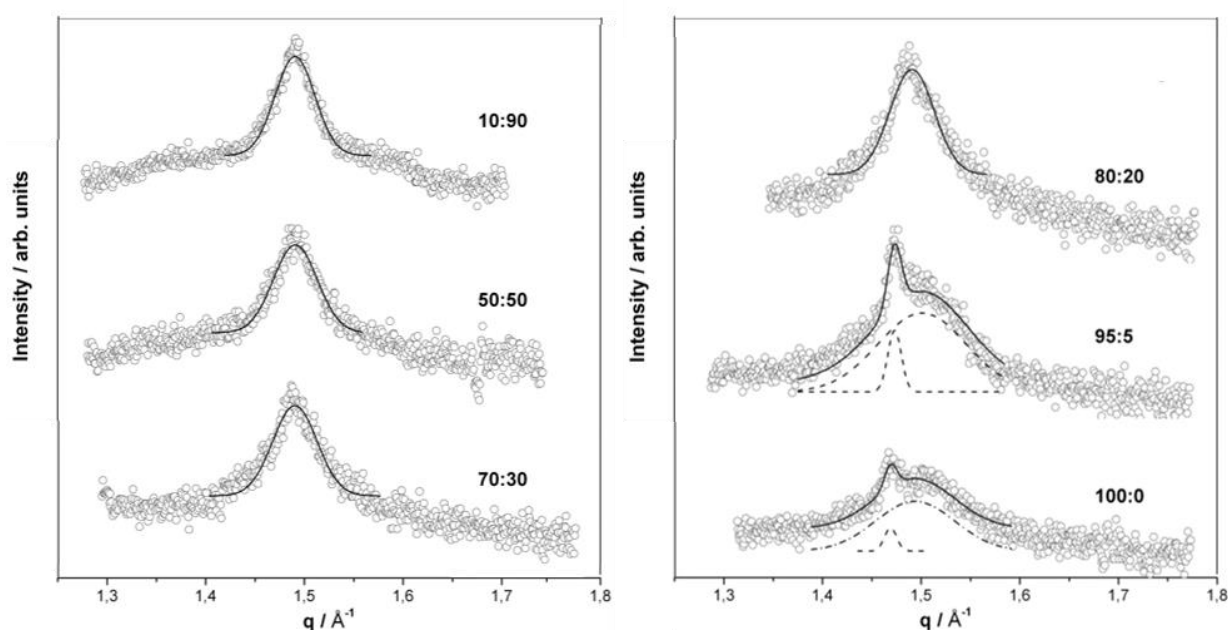 Intensity / arb. units
10:90
50:50
70:30
1,3 1,4 1,5 1,6 1,7 1,8
q / Å⁻¹
Intensity / arb. units
80:20
95:5
100:0
1,3 1,4 1,5 1,6 1,7 1,8
q / Å⁻¹